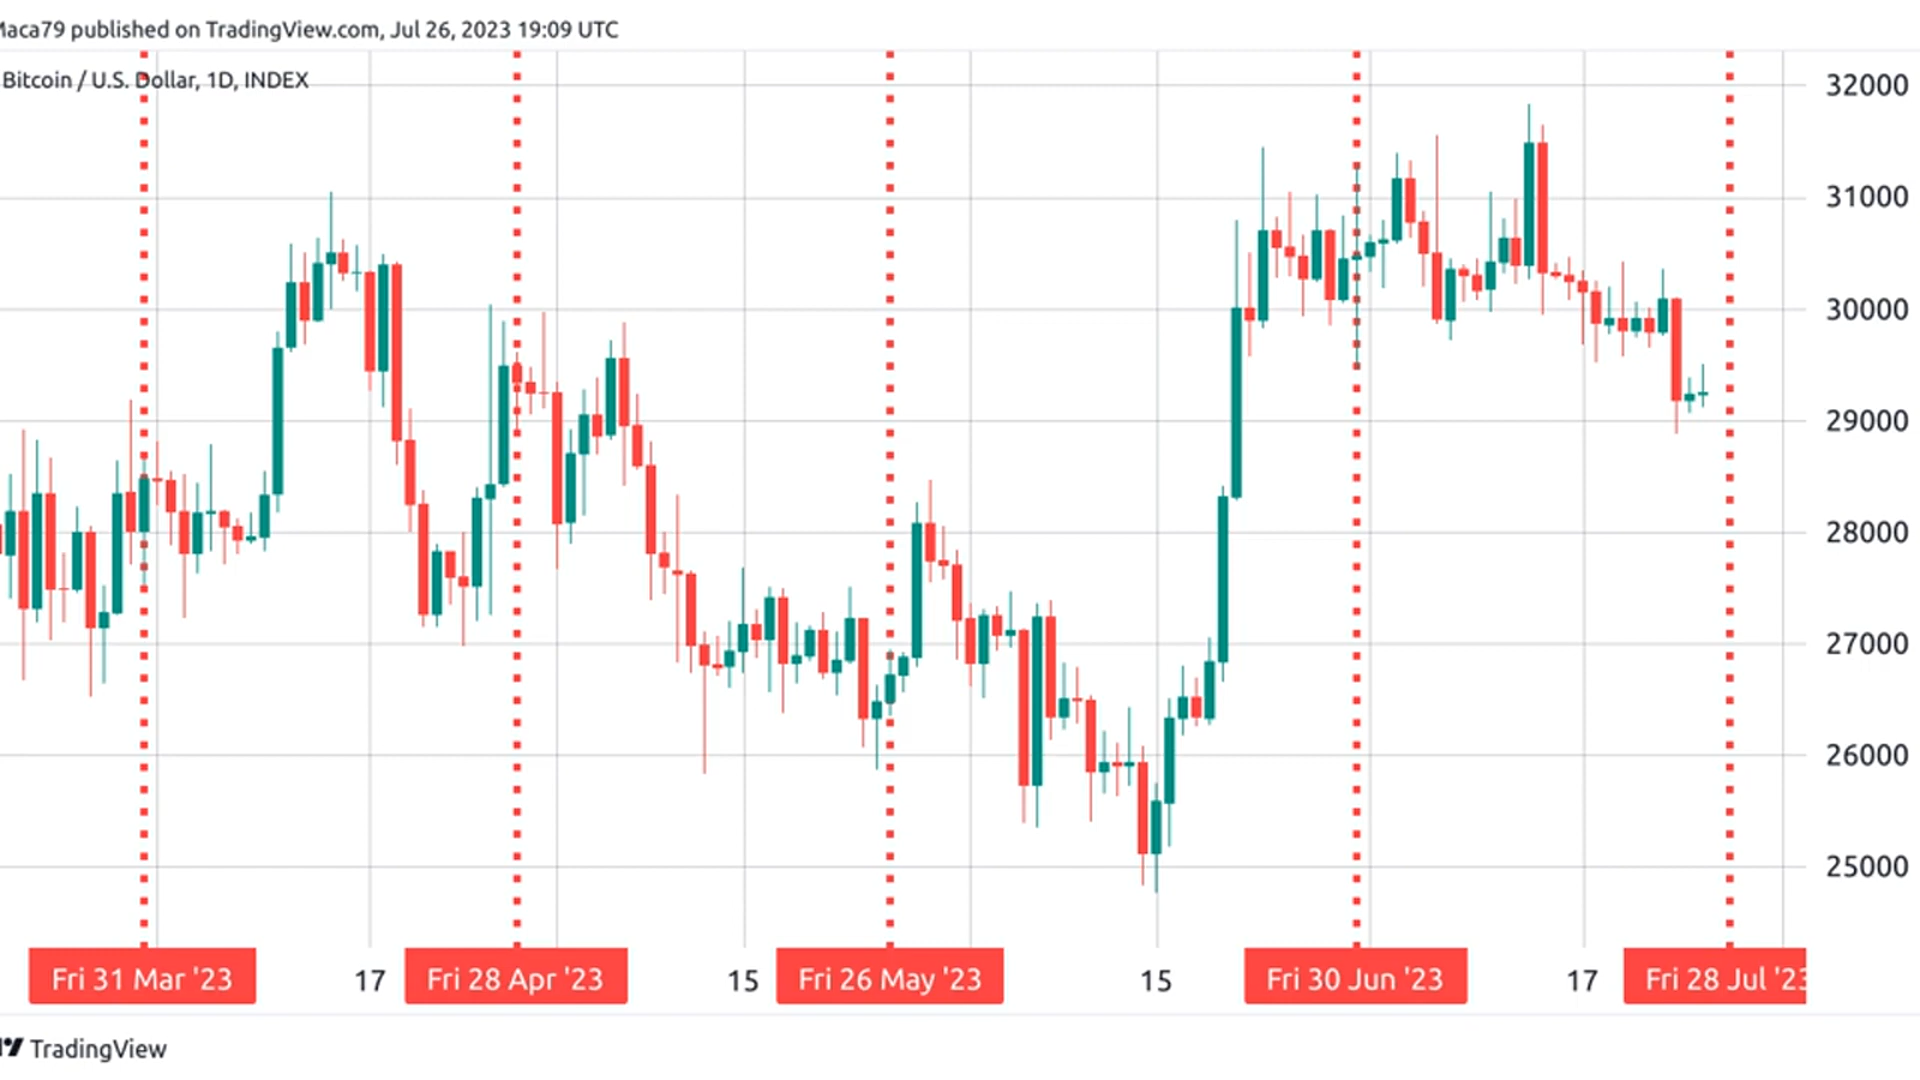 Maca79 published on TradingView.com, Jul 26, 2023 19:09 UTC
Bitcoin / U.S. Dollar, 1D, INDEX
32000
31000
30000
29000
28000
27000
26000
25000
Fri 31 Mar '23 17 Fri 28 Apr '23 15 Fri 26 May '23 15 Fri 30 Jun '23 17 Fri 28 Jul '23
TradingView